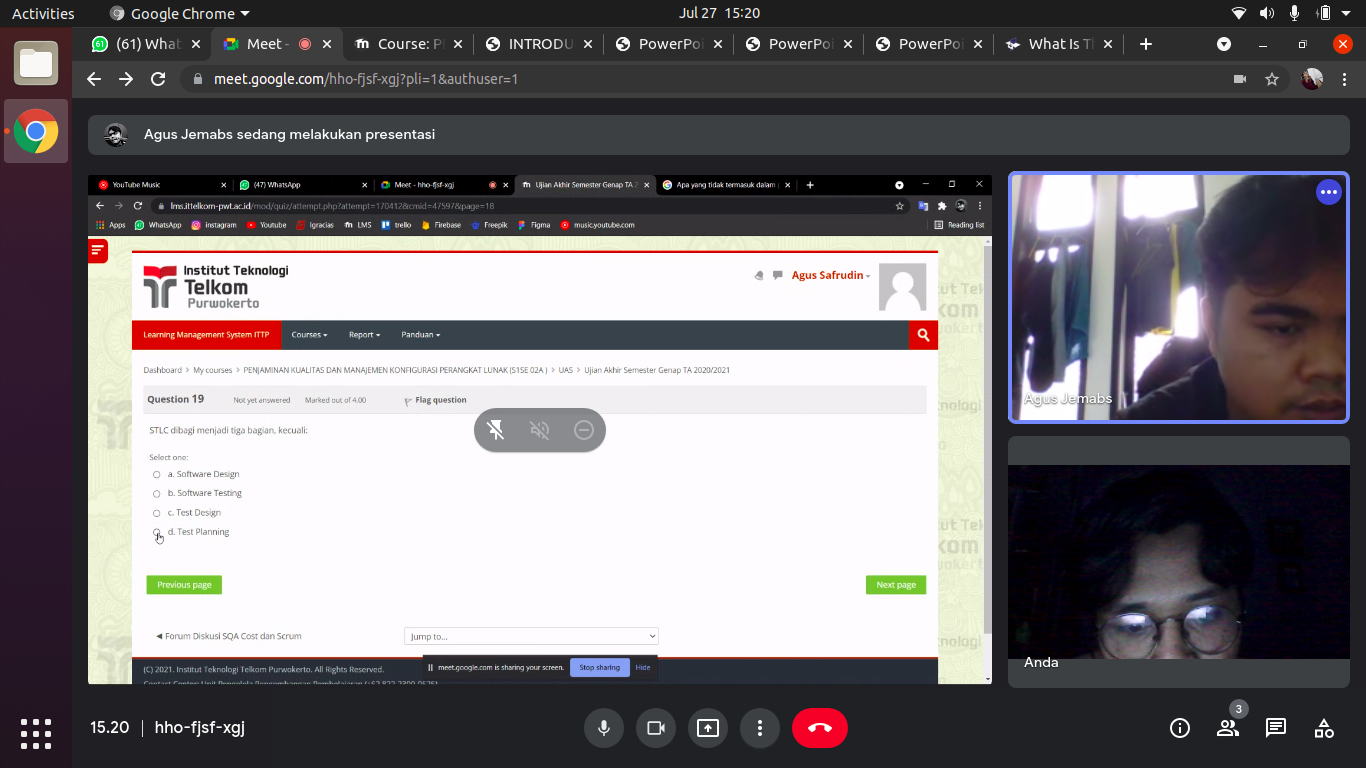 Activities
Google Chrome
Jul 27 15:20
(61) What
Meet -
Course: P
INTRODU
PowerPoi
PowerPoi
PowerPoi
What Is T
meet.google.com/hho-fjsf-xgj?pli=1&authuser=1
Agus Jemabs sedang melakukan presentasi
YouTube Music
(47) WhatsApp
Meet - hho-fjsf-xgj
Ujian Akhir Semester Genap TA 2
Apa yang tidak termasuk dalam
lms.ittelkom-pwt.ac.id/mod/quiz/attempt.php?attempt=170412&cmid=47597&page=18
Apps
WhatsApp
instagram
Youtube
Igracias
LMS
trello
Firebase
Freepik
Figma
music.youtube.com
Reading list
Institut Teknologi
Telkom
Purwokerto
Agus Safrudin
Learning Management System ITTP
Courses
Report
Panduan
Dashboard > My courses > PENJAMINAN KUALITAS DAN MANAJEMEN KONFIGURASI PERANGKAT LUNAK (S1SE 02A ) > UAS > Ujian Akhir Semester Genap TA 2020/2021
Question 19
Not yet answered
Marked out of 4.00
Flag question
STLC dibagi menjadi tiga bagian, kecuali:
Select one:
a. Software Design
b. Software Testing
c. Test Design
d. Test Planning
Previous page
Next page
◄ Forum Diskusi SQA Cost dan Scrum
Jump to...
(C) 2021. Institut Teknologi Telkom Purwokerto. All Rights Reserved.
meet.google.com is sharing your screen.
Stop sharing
Hide
Agus Jemabs
Anda
15.20 | hho-fjsf-xgj
3